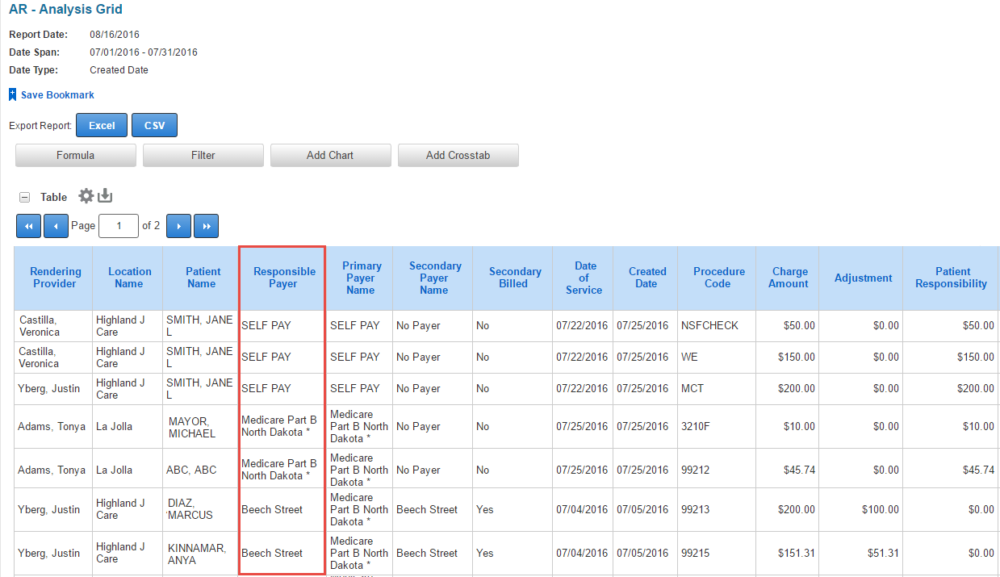 AR - Analysis Grid
Report Date: 08/16/2016
Date Span: 07/01/2016 - 07/31/2016
Date Type: Created Date
Save Bookmark
Export Report: Excel CSV
Formula Filter Add Chart Add Crosstab
Table
Page 1 of 2
Rendering Provider Location Name Patient Name Responsible Payer Primary Payer Name Secondary Payer Name Secondary Billed Date of Service Created Date Procedure Code Charge Amount Adjustment Patient Responsibility
Castilla, Veronica Highland J Care SMITH, JANE L SELF PAY SELF PAY No Payer No 07/22/2016 07/25/2016 NSFCHECK $50.00 $0.00 $50.00
Castilla, Veronica Highland J Care SMITH, JANE L SELF PAY SELF PAY No Payer No 07/22/2016 07/25/2016 WE $150.00 $0.00 $150.00
Yberg, Justin Highland J Care SMITH, JANE L SELF PAY SELF PAY No Payer No 07/22/2016 07/25/2016 MCT $200.00 $0.00 $200.00
Adams, Tonya La Jolla MAYOR, MICHAEL Medicare Part B North Dakota * Medicare Part B North Dakota * No Payer No 07/25/2016 07/25/2016 3210F $10.00 $0.00 $10.00
Adams, Tonya La Jolla ABC, ABC Medicare Part B North Dakota * Medicare Part B North Dakota * No Payer No 07/25/2016 07/25/2016 99212 $45.74 $0.00 $45.74
Yberg, Justin Highland J Care DIAZ, 'MARCUS Beech Street Medicare Part B North Dakota * Beech Street Yes 07/04/2016 07/05/2016 99213 $200.00 $100.00 $0.00
Yberg, Justin Highland J Care KINNAMAR, ANYA Beech Street Medicare Part B North Dakota * Beech Street Yes 07/04/2016 07/05/2016 99215 $151.31 $51.31 $0.00